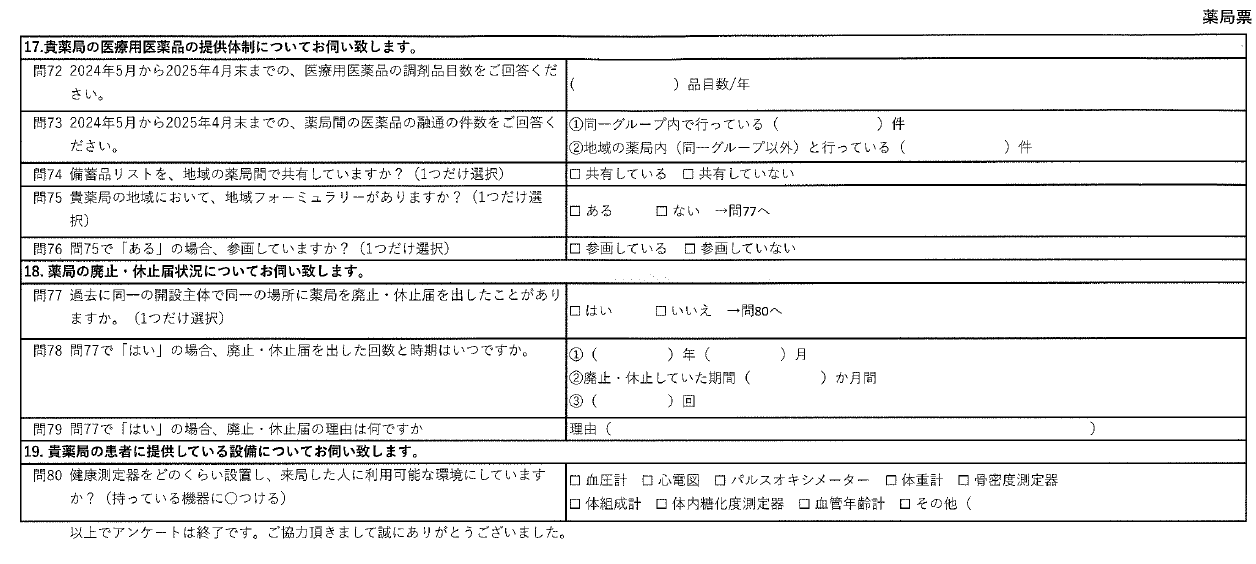 薬局票
17.貴薬局の医療用医薬品の提供体制についてお伺い致します。
問72 2024年5月から2025年4月末までの、医療用医薬品の調剤品目数をご回答くだ
さい。
(　　　　　　) 品目数/年
問73 2024年5月から2025年4月末までの、薬局間の医薬品の融通の件数をご回答く
ださい。
①同一グループ内で行っている（　　　　　　）件
②地域の薬局内（同一グループ以外）と行っている（　　　　　　）件
問74 備蓄品リストを、地域の薬局間で共有していますか？（1つだけ選択）
□ 共有している　□ 共有していない
問75 貴薬局の地域において、地域フォーミュラリーがありますか？（1つだけ選
択）
□ ある　　□ ない　→問77へ
問76 問75で「ある」の場合、参画していますか？（1つだけ選択）
□ 参画している　□ 参画していない
18. 薬局の廃止・休止届状況についてお伺い致します。
問77 過去に同一の開設主体で同一の場所に薬局を廃止・休止届を出したことがあり
ますか。（1つだけ選択）
□ はい　　□ いいえ　→問80へ
問78 問77で「はい」の場合、廃止・休止届を出した回数と時期はいつですか。
①（　　　　）年（　　　　）月
②廃止・休止していた期間（　　　　）か月間
③（　　　　）回
問79 問77で「はい」の場合、廃止・休止届の理由は何ですか
理由（　　　　　　　　　　　　　　　　　　　　　　　　　　　）
19. 貴薬局の患者に提供している設備についてお伺い致します。
問80 健康測定器をどのくらい設置し、来局した人に利用可能な環境にしています
か？（持っている機器に〇つける）
□ 血圧計　□ 心電図　□ パルスオキシメーター　□ 体重計　□ 骨密度測定器
□ 体組成計　□ 体内糖化度測定器　□ 血管年齢計　□ その他（
以上でアンケートは終了です。ご協力頂きまして誠にありがとうございました。